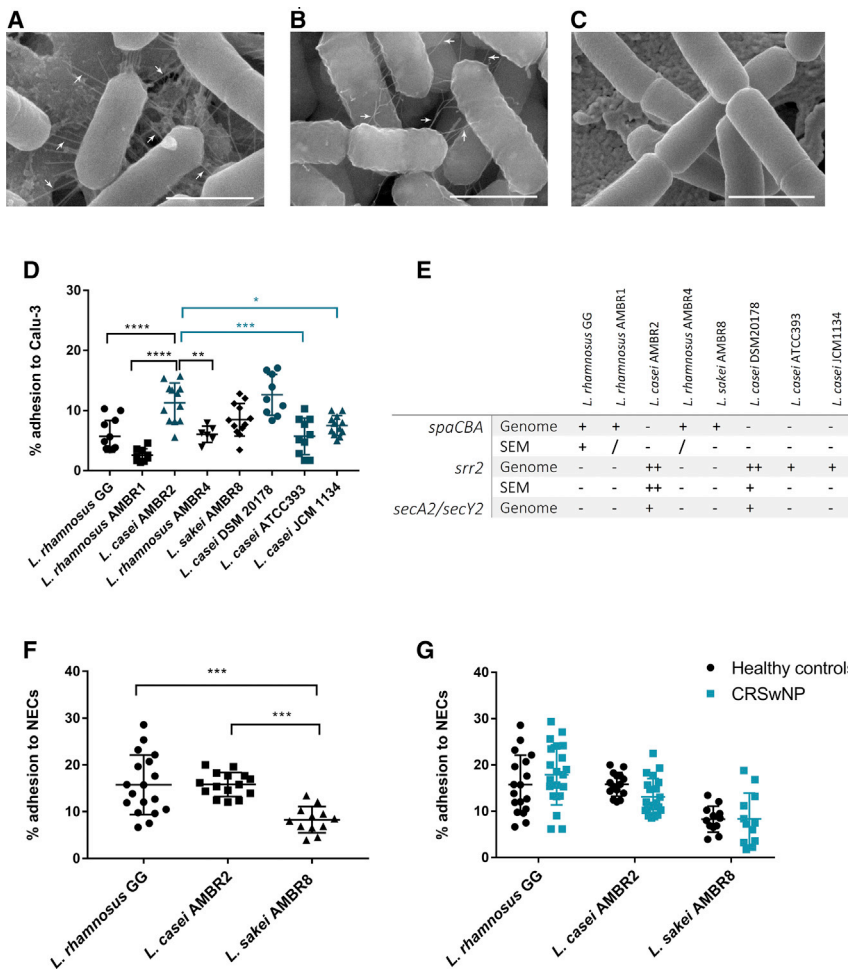 A
B
C
D
% adhesion to Calu-3
30
20
10
0
****
****
**
***
*
L. rhamnosus GG
L. rhamnosus AMBR1
L. casei AMBR2
L. rhamnosus AMBR4
L. sakei AMBR8
L. casei DSM 20178
L. casei ATCC393
L. casei JCM 1134
E
L. rhamnosus GG
L. rhamnosus AMBR1
L. casei AMBR2
L. rhamnosus AMBR4
L. sakei AMBR8
L. casei DSM20178
L. casei ATCC393
L. casei JCM1134
spaCBA Genome + + - + + - - -
SEM + / - / - - - -
srr2 Genome - - ++ - - ++ + +
SEM - - ++ - - + - -
secA2/secY2 Genome - - + - - + - -
F
% adhesion to NECs
40
30
20
10
0
***
***
L. rhamnosus GG
L. casei AMBR2
L. sakei AMBR8
G
% adhesion to NECs
40
30
20
10
0
Healthy controls
CRSwNP
L. rhamnosus GG
L. casei AMBR2
L. sakei AMBR8